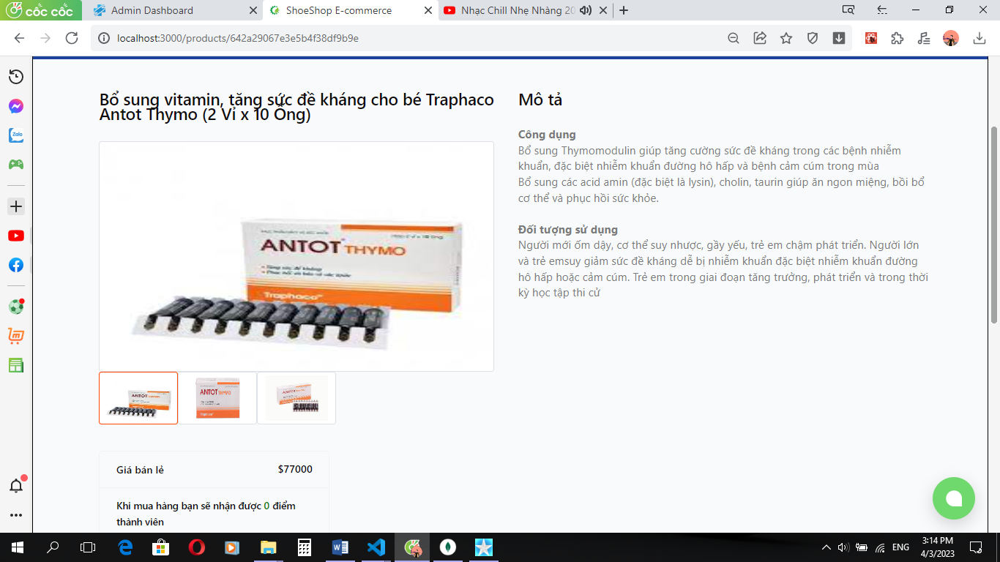 cốc cốc
Admin Dashboard
ShoeShop E-commerce
Nhạc Chill Nhẹ Nhàng 20
localhost:3000/products/642a29067e3e5b4f38df9b9e
Zalo
Bổ sung vitamin, tăng sức đề kháng cho bé Traphaco
Antot Thymo (2 Vỉ x 10 Ống)
ANTOT THYMO
Tăng sức đề kháng
Traphaco
ANTOT THYMO
ANTOT THYMO
Giá bán lẻ
$77000
Khi mua hàng bạn sẽ nhận được 0 điểm
thành viên
Mô tả
Công dụng
Bổ sung Thymomodulin giúp tăng cường sức đề kháng trong các bệnh nhiễm
khuẩn, đặc biệt nhiễm khuẩn đường hô hấp và bệnh cảm cúm trong mùa
Bổ sung các acid amin (đặc biệt là lysin), cholin, taurin giúp ăn ngon miệng, bồi bổ
cơ thể và phục hồi sức khỏe.
Đối tượng sử dụng
Người mới ốm dậy, cơ thể suy nhược, gầy yếu, trẻ em chậm phát triển. Người lớn
và trẻ emsuy giảm sức đề kháng dễ bị nhiễm khuẩn đặc biệt nhiễm khuẩn đường
hô hấp hoặc cảm cúm. Trẻ em trong giai đoạn tăng trưởng, phát triển và trong thời
kỳ học tập thi cử
ENG
3:14 PM
4/3/2023